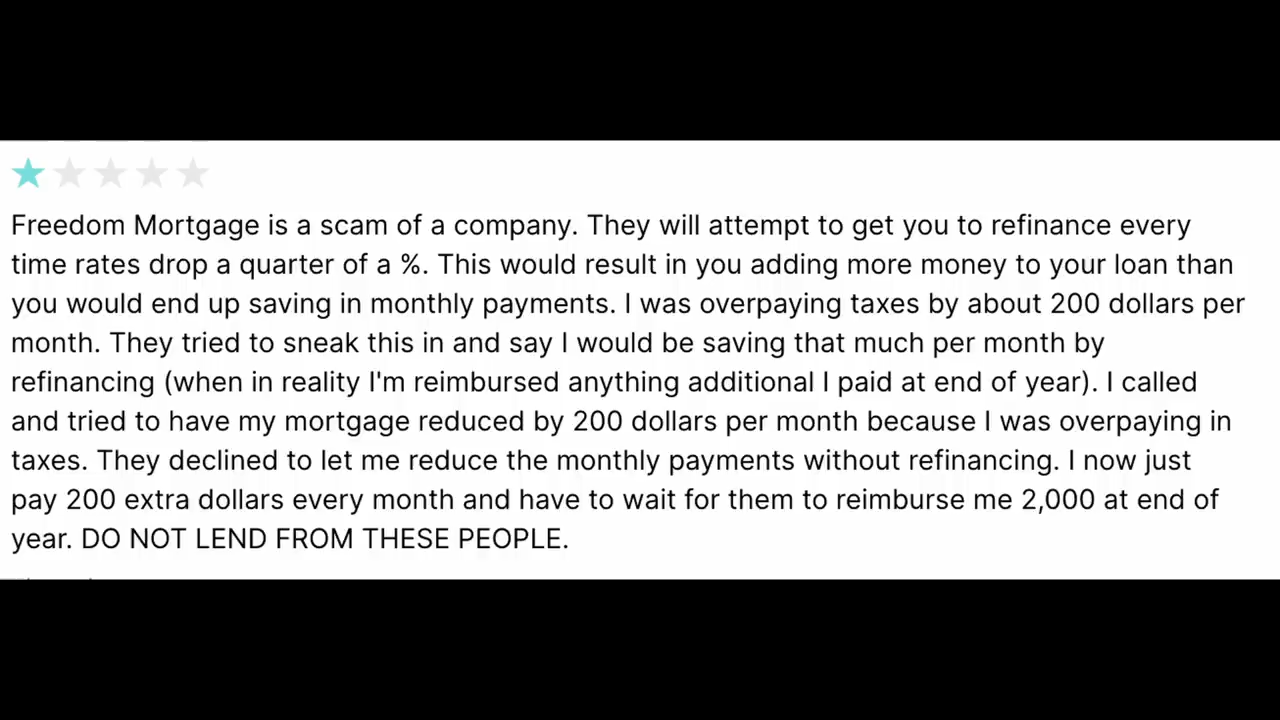 Freedom Mortgage is a scam of a company. They will attempt to get you to refinance every
time rates drop a quarter of a %. This would result in you adding more money to your loan than
you would end up saving in monthly payments. I was overpaying taxes by about 200 dollars per
month. They tried to sneak this in and say I would be saving that much per month by
refinancing (when in reality I'm reimbursed anything additional I paid at end of year). I called
and tried to have my mortgage reduced by 200 dollars per month because I was overpaying in
taxes. They declined to let me reduce the monthly payments without refinancing. I now just
pay 200 extra dollars every month and have to wait for them to reimburse me 2,000 at end of
year. DO NOT LEND FROM THESE PEOPLE.